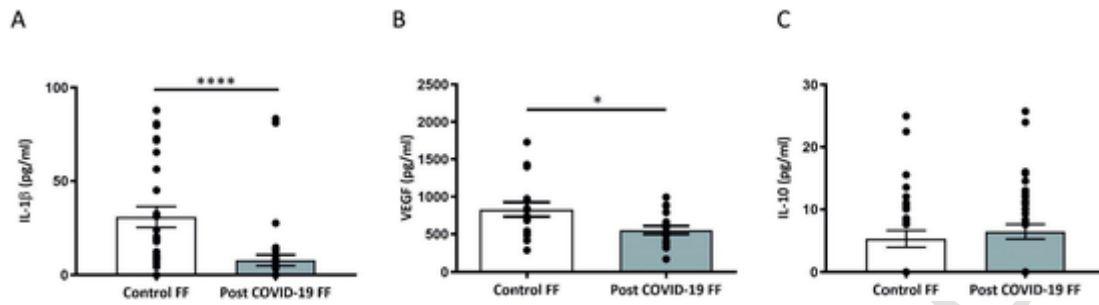 A
IL-1β (pg/ml)
100
50
0
****
Control FF
Post COVID-19 FF
B
VEGF (pg/ml)
2500
2000
1500
1000
500
0
*
Control FF
Post COVID-19 FF
C
IL-10 (pg/ml)
30
20
10
0
Control FF
Post COVID-19 FF